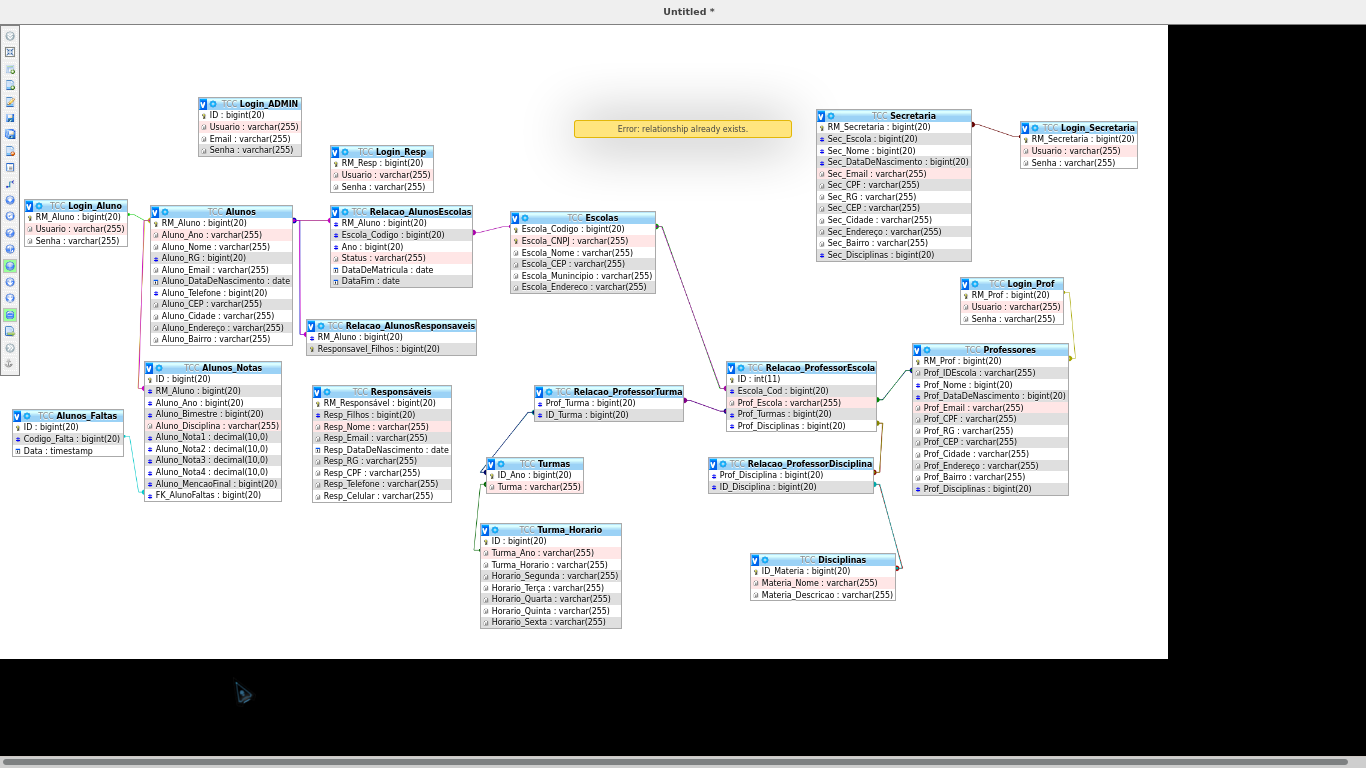 Untitled *
TCC Login_ADMIN
ID : bigint(20)
Usuario : varchar(255)
Email : varchar(255)
Senha : varchar(255)
Error: relationship already exists.
TCC Secretaria
RM_Secretaria : bigint(20)
Sec_Escola : bigint(20)
Sec_Nome : bigint(20)
Sec_DataDeNascimento : bigint(20)
Sec_Email : varchar(255)
Sec_CPF : varchar(255)
Sec_RG : varchar(255)
Sec_CEP : varchar(255)
Sec_Cidade : varchar(255)
Sec_Endereço : varchar(255)
Sec_Bairro : varchar(255)
Sec_Disciplinas : bigint(20)
TCC Login_Secretaria
RM_Secretaria : bigint(20)
Usuario : varchar(255)
Senha : varchar(255)
TCC Login_Resp
RM_Resp : bigint(20)
Usuario : varchar(255)
Senha : varchar(255)
TCC Login_Aluno
RM_Aluno : bigint(20)
Usuario : varchar(255)
Senha : varchar(255)
TCC Alunos
RM_Aluno : bigint(20)
Aluno_Ano : varchar(255)
Aluno_Nome : varchar(255)
Aluno_RG : bigint(20)
Aluno_Email : varchar(255)
Aluno_DataDeNascimento : date
Aluno_Telefone : bigint(20)
Aluno_CEP : varchar(255)
Aluno_Cidade : varchar(255)
Aluno_Endereço : varchar(255)
Aluno_Bairro : varchar(255)
TCC Relacao_AlunosEscolas
RM_Aluno : bigint(20)
Escola_Codigo : bigint(20)
Ano : bigint(20)
Status : varchar(255)
DataDeMatricula : date
DataFim : date
TCC Escolas
Escola_Codigo : bigint(20)
Escola_CNPJ : varchar(255)
Escola_Nome : varchar(255)
Escola_CEP : varchar(255)
Escola_Munincipio : varchar(255)
Escola_Endereco : varchar(255)
TCC Login_Prof
RM_Prof : bigint(20)
Usuario : varchar(255)
Senha : varchar(255)
TCC Relacao_AlunosResponsaveis
RM_Aluno : bigint(20)
Responsavel_Filhos : bigint(20)
TCC Professores
RM_Prof : bigint(20)
Prof_IDEscola : varchar(255)
Prof_Nome : bigint(20)
Prof_DataDeNascimento : bigint(20)
Prof_Email : varchar(255)
Prof_CPF : varchar(255)
Prof_RG : varchar(255)
Prof_CEP : varchar(255)
Prof_Cidade : varchar(255)
Prof_Endereço : varchar(255)
Prof_Bairro : varchar(255)
Prof_Disciplinas : bigint(20)
TCC Alunos_Notas
ID : bigint(20)
RM_Aluno : bigint(20)
Aluno_Ano : bigint(20)
Aluno_Bimestre : bigint(20)
Aluno_Disciplina : varchar(255)
Aluno_Nota1 : decimal(10,0)
Aluno_Nota2 : decimal(10,0)
Aluno_Nota3 : decimal(10,0)
Aluno_Nota4 : decimal(10,0)
Aluno_MencaoFinal : bigint(20)
FK_AlunoFaltas : bigint(20)
TCC Relacao_ProfessorEscola
ID : int(11)
Escola_Cod : bigint(20)
Prof_Escola : varchar(255)
Prof_Turmas : bigint(20)
Prof_Disciplinas : bigint(20)
TCC Responsáveis
RM_Responsável : bigint(20)
Resp_Filhos : bigint(20)
Resp_Nome : varchar(255)
Resp_Email : varchar(255)
Resp_DataDeNascimento : date
Resp_RG : varchar(255)
Resp_CPF : varchar(255)
Resp_Telefone : varchar(255)
Resp_Celular : varchar(255)
TCC Relacao_ProfessorTurma
Prof_Turma : bigint(20)
ID_Turma : bigint(20)
TCC Alunos_Faltas
ID : bigint(20)
Codigo_Falta : bigint(20)
Data : timestamp
TCC Turmas
ID_Ano : bigint(20)
Turma : varchar(255)
TCC Relacao_ProfessorDisciplina
Prof_Disciplina : bigint(20)
ID_Disciplina : bigint(20)
TCC Turma_Horario
ID : bigint(20)
Turma_Ano : varchar(255)
Turma_Horario : varchar(255)
Horario_Segunda : varchar(255)
Horario_Terça : varchar(255)
Horario_Quarta : varchar(255)
Horario_Quinta : varchar(255)
Horario_Sexta : varchar(255)
TCC Disciplinas
ID_Materia : bigint(20)
Materia_Nome : varchar(255)
Materia_Descricao : varchar(255)